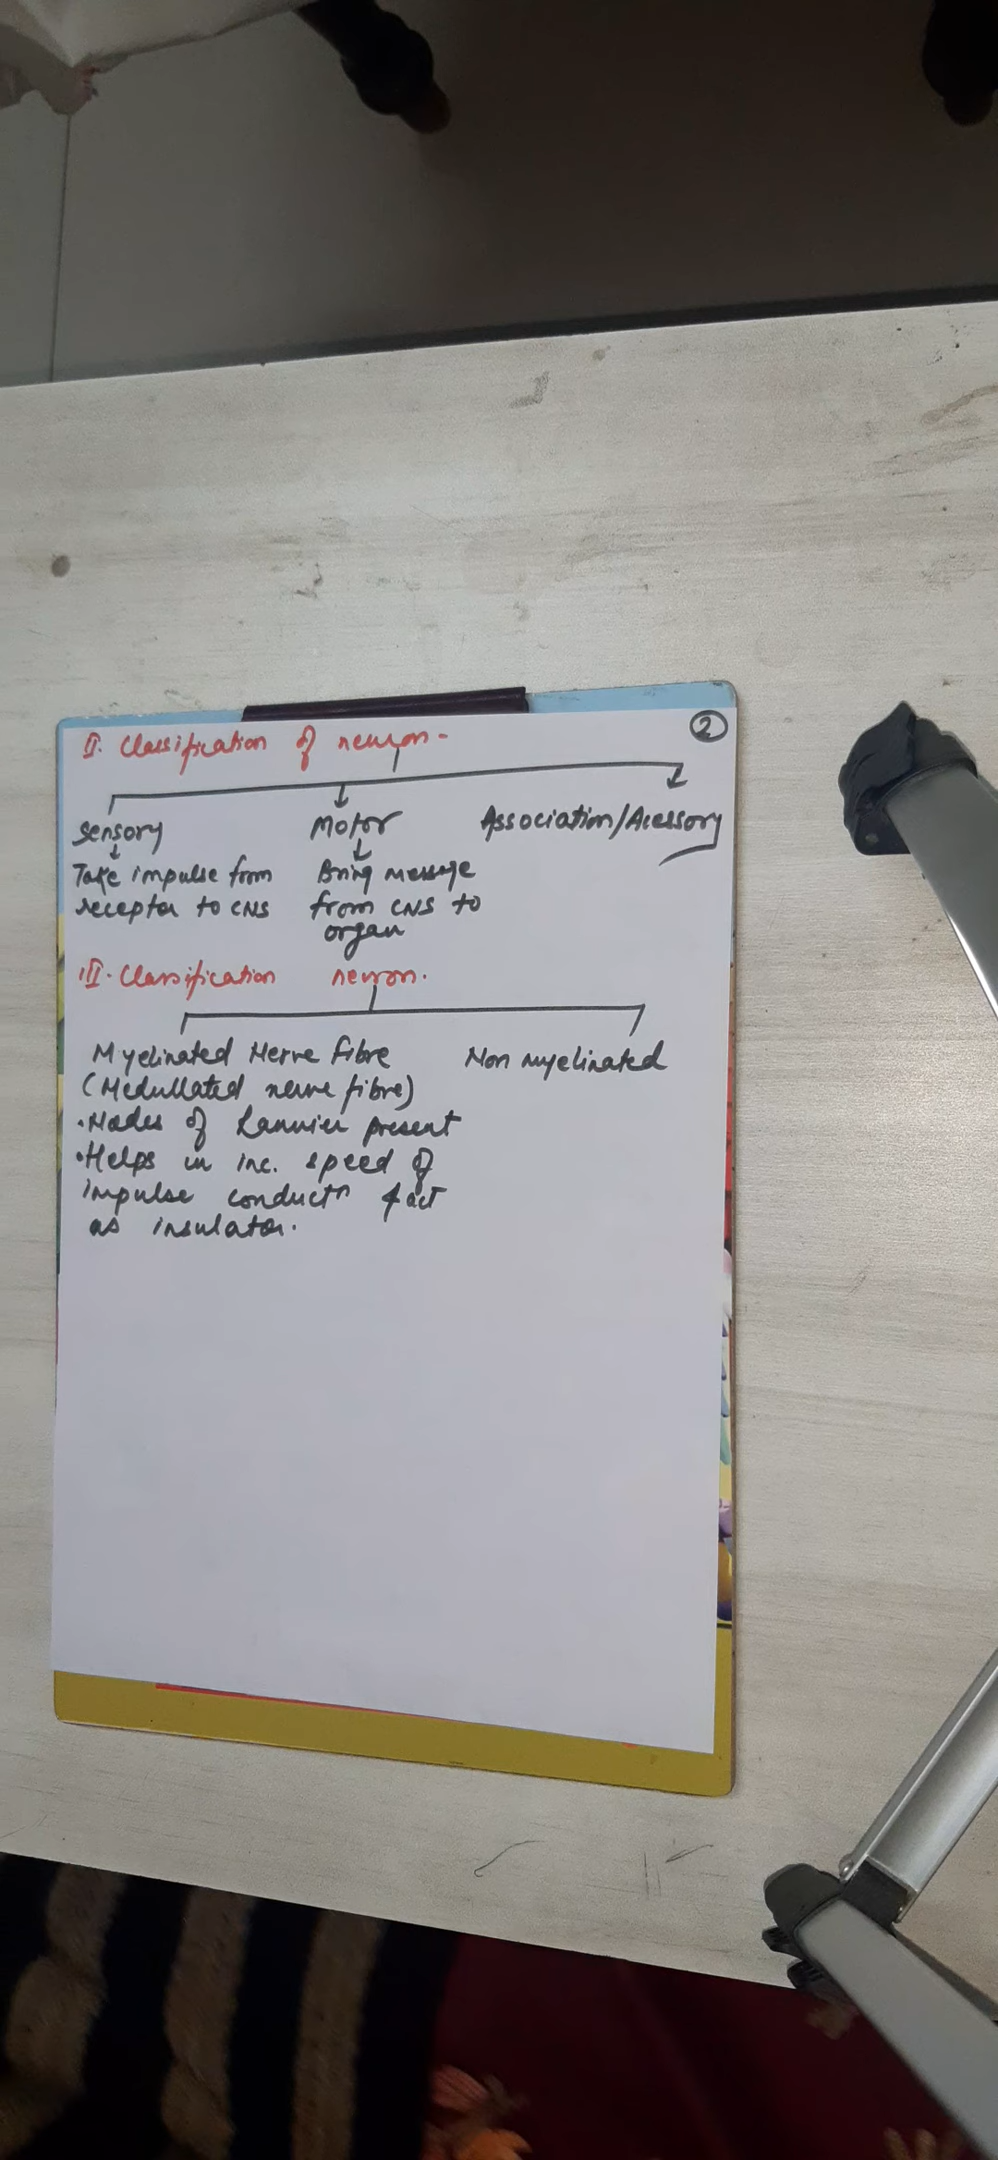 ②
II. Classification of neuron-
Sensory Motor Association/Acessory
Take impulse from Bring message
receptor to CNS from CNS to
organ
III. Classification neuron.
Myelinated Nerve Fibre Non myelinated
(Medullated nerve fibre)
• Nodes of Ranvier present
• Helps in inc. speed of
impulse conductn & act
as insulator.